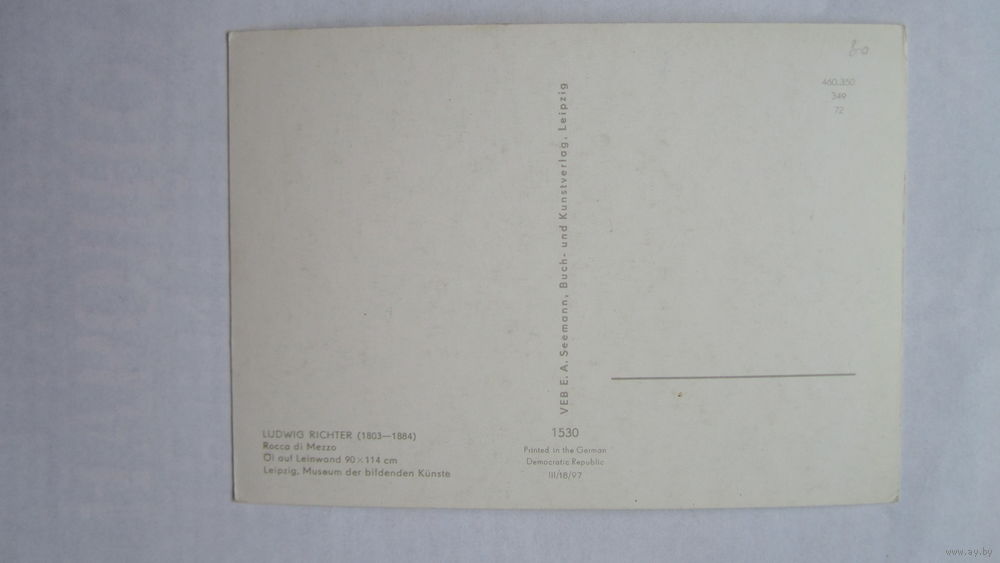 460.350
349
72
VEB E. A. Seemann, Buch- und Kunstverlag, Leipzig
LUDWIG RICHTER (1803—1884)
Rocca di Mezzo
Öl auf Leinwand 90×114 cm
Leipzig, Museum der bildenden Künste
1530
Printed in the German
Democratic Republic
III/18/97
www.ay.by